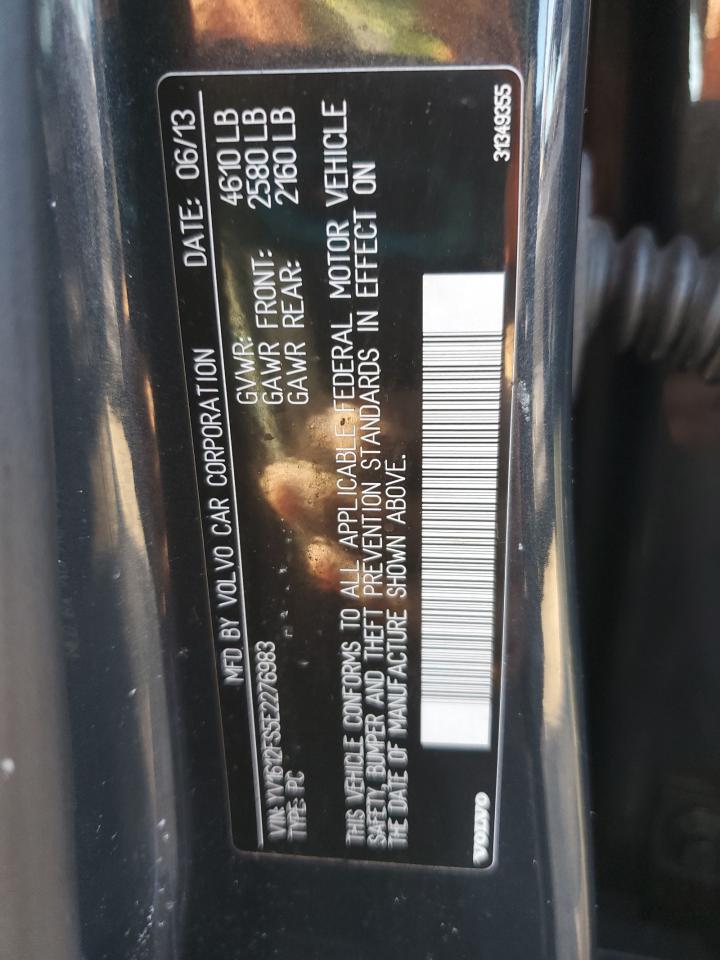 MFD BY VOLVO CAR CORPORATION DATE: 06/13
GVWR: 4610 LB
GAWR FRONT: 2580 LB
GAWR REAR: 2160 LB
VIN: YV1612FS5E2276983
TYPE: PC
THIS VEHICLE CONFORMS TO ALL APPLICABLE FEDERAL MOTOR VEHICLE
SAFETY, BUMPER AND THEFT PREVENTION STANDARDS IN EFFECT ON
THE DATE OF MANUFACTURE SHOWN ABOVE.
VOLVO
31349355